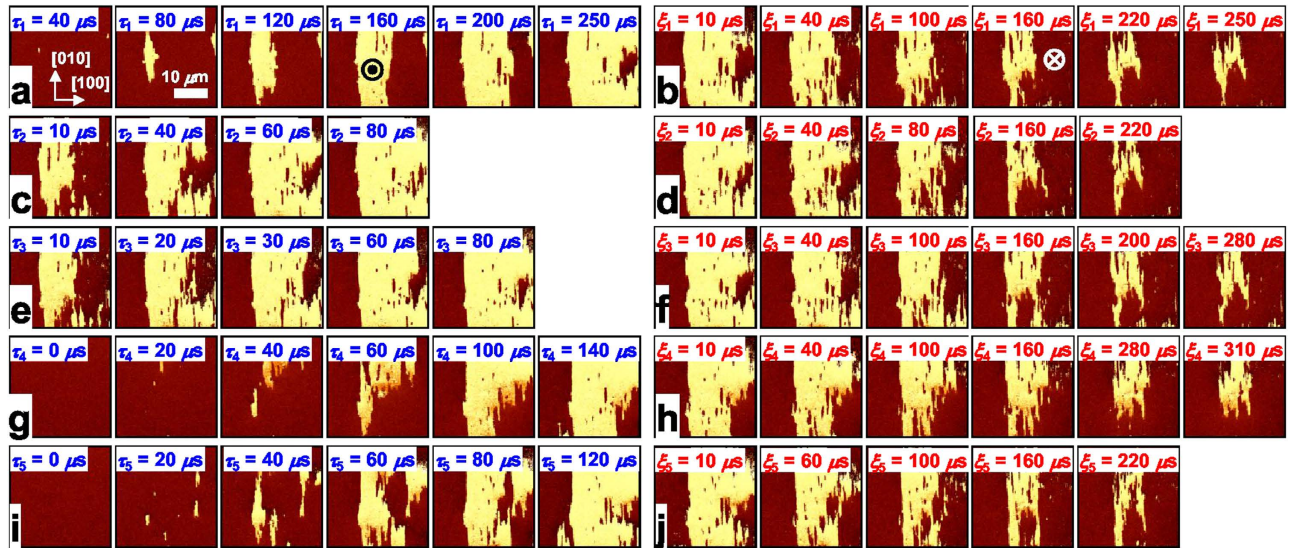 τ1 = 40 μs τ1 = 80 μs τ1 = 120 μs τ1 = 160 μs τ1 = 200 μs τ1 = 250 μs ξ1 = 10 μs ξ1 = 40 μs ξ1 = 100 μs ξ1 = 160 μs ξ1 = 220 μs ξ1 = 250 μs
[010]
[100]
10 μm
a b
τ2 = 10 μs τ2 = 40 μs τ2 = 60 μs τ2 = 80 μs ξ2 = 10 μs ξ2 = 40 μs ξ2 = 80 μs ξ2 = 160 μs ξ2 = 220 μs
c d
τ3 = 10 μs τ3 = 20 μs τ3 = 30 μs τ3 = 60 μs τ3 = 80 μs ξ3 = 10 μs ξ3 = 40 μs ξ3 = 100 μs ξ3 = 160 μs ξ3 = 200 μs ξ3 = 280 μs
e f
τ4 = 0 μs τ4 = 20 μs τ4 = 40 μs τ4 = 60 μs τ4 = 100 μs τ4 = 140 μs ξ4 = 10 μs ξ4 = 40 μs ξ4 = 100 μs ξ4 = 160 μs ξ4 = 280 μs ξ4 = 310 μs
g h
τ5 = 0 μs τ5 = 20 μs τ5 = 40 μs τ5 = 60 μs τ5 = 80 μs τ5 = 120 μs ξ5 = 10 μs ξ5 = 60 μs ξ5 = 100 μs ξ5 = 160 μs ξ5 = 220 μs
i j